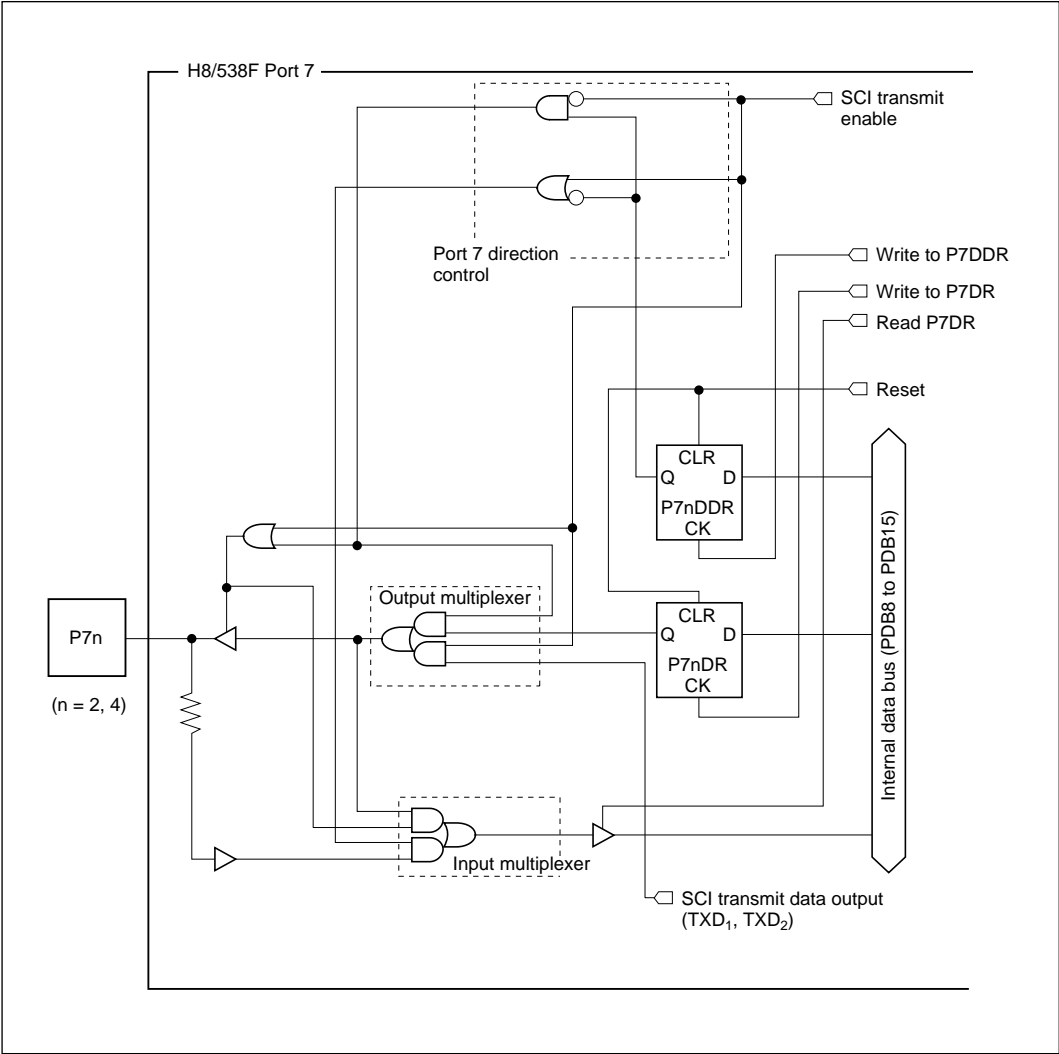 H8/538F Port 7
SCI transmit
enable
Port 7 direction
control
Write to P7DDR
Write to P7DR
Read P7DR
Reset
CLR
Q D
P7nDDR
CK
Output multiplexer
CLR
Q D
P7nDR
CK
P7n
(n = 2, 4)
Internal data bus (PDB8 to PDB15)
Input multiplexer
SCI transmit data output
(TXD₁, TXD₂)